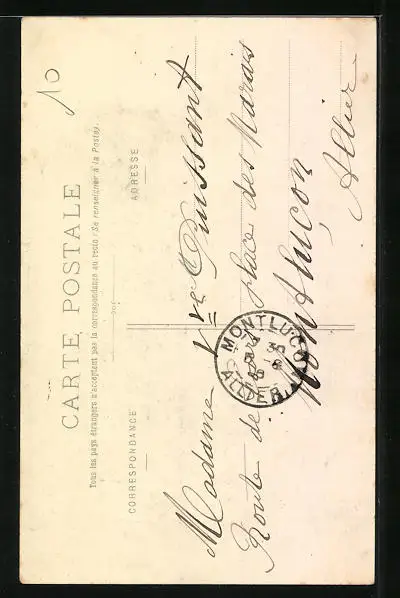 10
CARTE POSTALE
Tous les pays étrangers n'acceptent pas la correspondance au recto (Se renseigner à la Poste).
CORRESPONDANCE
ADRESSE
Madame Vve Puissant
Route de place des Marais
Montluçon
Allier
MONTLUÇON
ALLIER